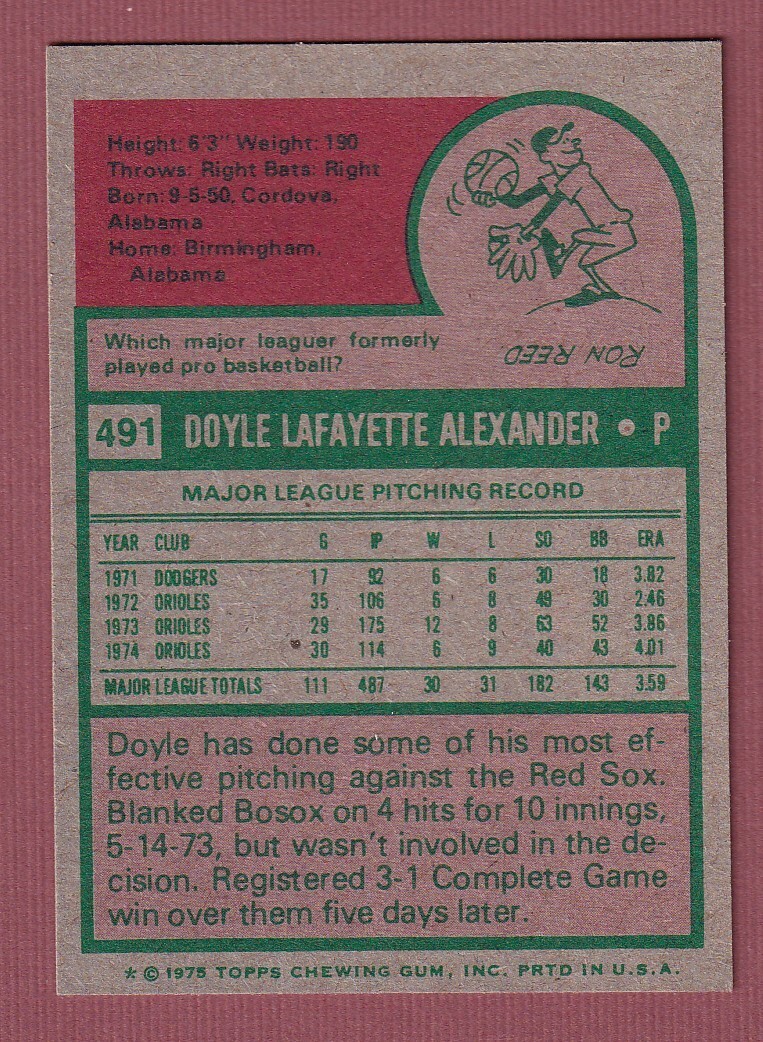 Height: 6'3" Weight: 190
Throws: Right Bats: Right
Born: 9-5-50, Cordova,
Alabama
Home: Birmingham,
Alabama
Which major leaguer formerly
played pro basketball?
RON REED
491 DOYLE LAFAYETTE ALEXANDER • P
MAJOR LEAGUE PITCHING RECORD
YEAR CLUB G IP W L SO BB ERA
1971 DODGERS 17 92 6 6 30 18 3.82
1972 ORIOLES 35 106 6 8 49 30 2.46
1973 ORIOLES 29 175 12 8 63 52 3.86
1974 ORIOLES 30 114 6 9 40 43 4.01
MAJOR LEAGUE TOTALS 111 487 30 31 182 143 3.59
Doyle has done some of his most ef-
fective pitching against the Red Sox.
Blanked Bosox on 4 hits for 10 innings,
5-14-73, but wasn't involved in the de-
cision. Registered 3-1 Complete Game
win over them five days later.
* © 1975 TOPPS CHEWING GUM, INC. PRTD IN U.S.A.